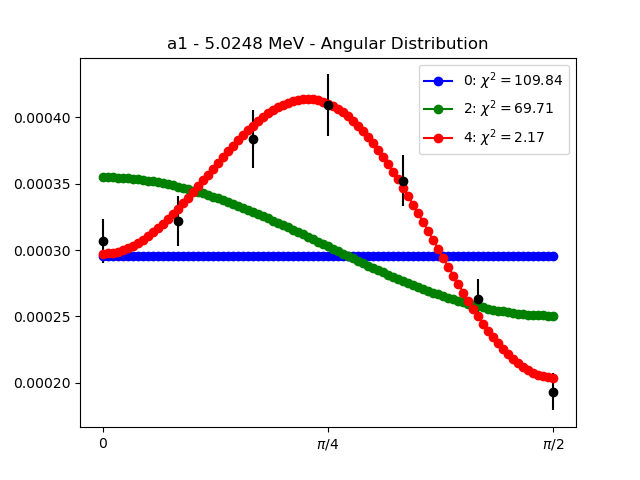 a1 - 5.0248 MeV - Angular Distribution
0: χ² = 109.84
2: χ² = 69.71
4: χ² = 2.17
0.00040
0.00035
0.00030
0.00025
0.00020
0 π/4 π/2